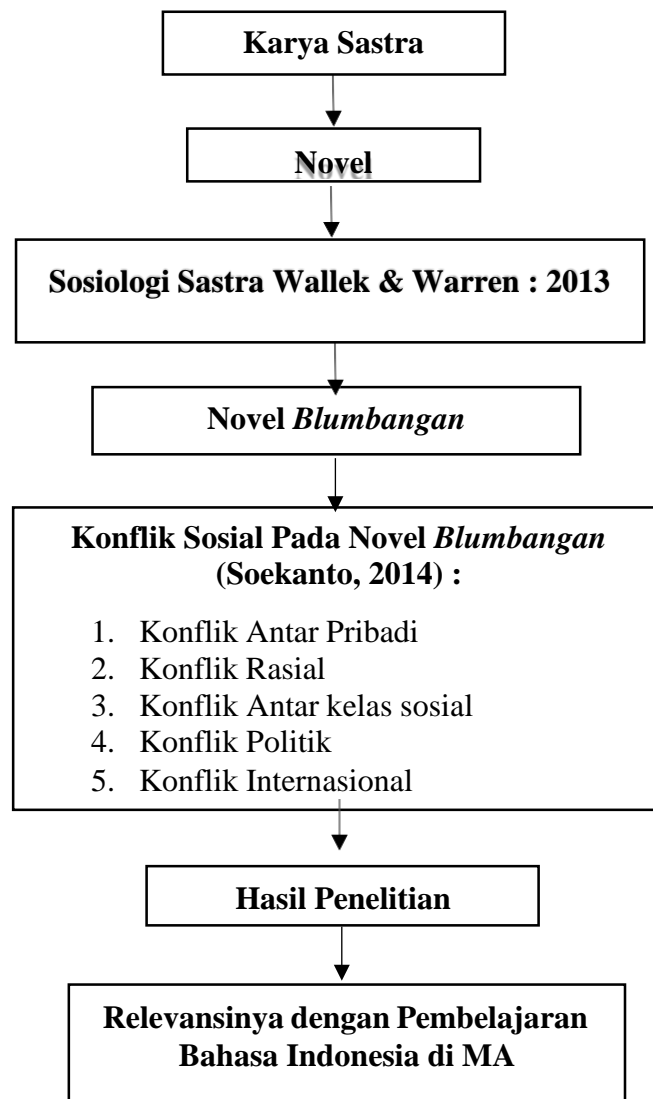 Karya Sastra
Novel
Sosiologi Sastra Wallek & Warren : 2013
Novel Blumbangan
Konflik Sosial Pada Novel Blumbangan
(Soekanto, 2014) :
1. Konflik Antar Pribadi
2. Konflik Rasial
3. Konflik Antar kelas sosial
4. Konflik Politik
5. Konflik Internasional
Hasil Penelitian
Relevansinya dengan Pembelajaran
Bahasa Indonesia di MA